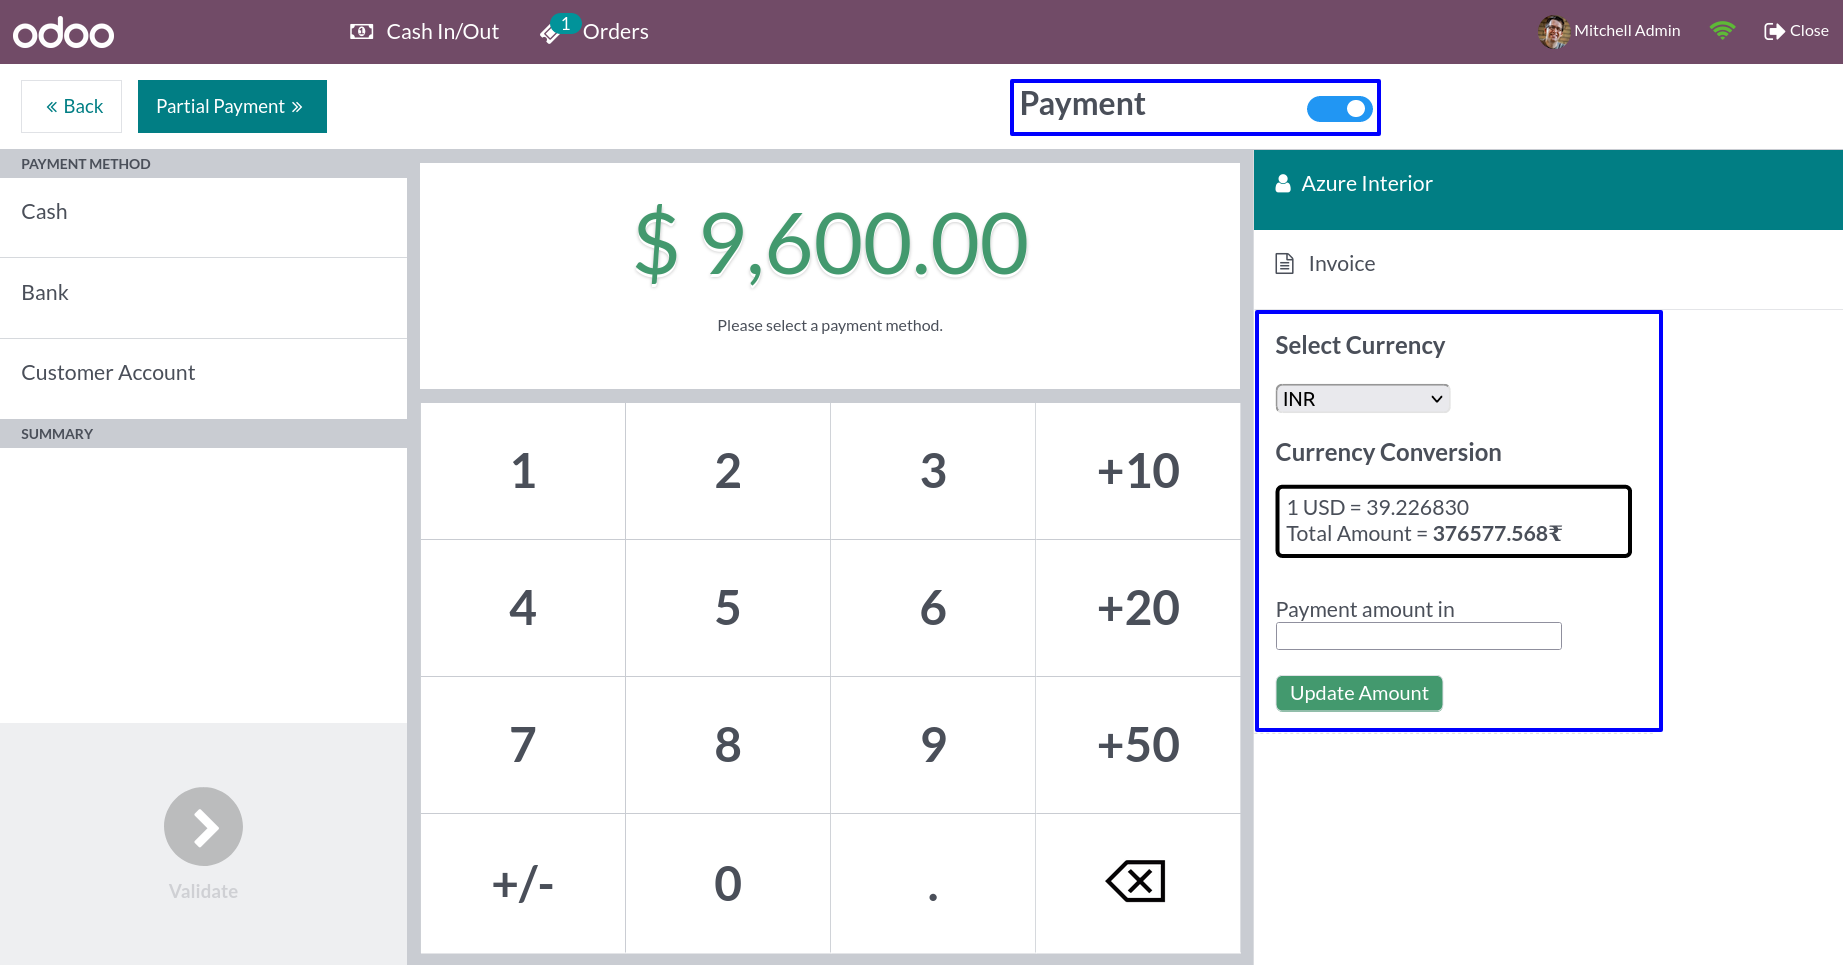 odoo
Cash In/Out
1
Orders
Mitchell Admin
Close
« Back
Partial Payment »
Payment
PAYMENT METHOD
Cash
Bank
Customer Account
SUMMARY
Validate
$ 9,600.00
Please select a payment method.
1 2 3 +10
4 5 6 +20
7 8 9 +50
+/- 0 .
Azure Interior
Invoice
Select Currency
INR
Currency Conversion
1 USD = 39.226830
Total Amount = 376577.568₹
Payment amount in
Update Amount